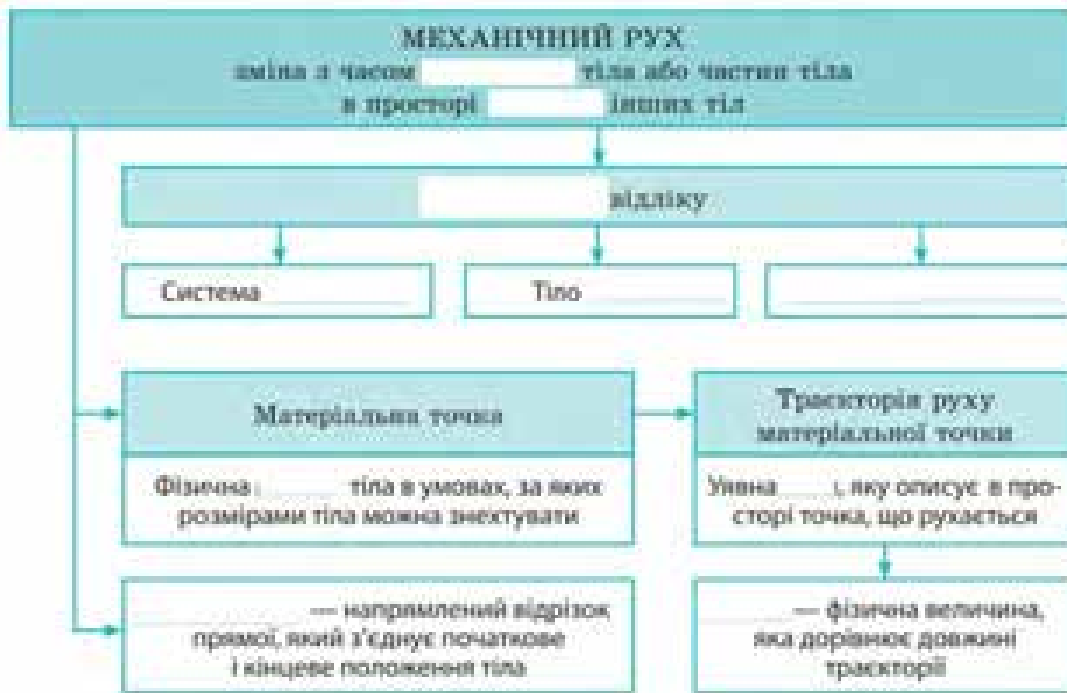 МЕХАНІЧНИЙ РУХ
зміна з часом тіла або частин тіла
в просторі інших тіл
відліку
Система
Тіло
Матеріальна точка
Фізична тіла в умовах, за яких
розмірами тіла можна знехтувати
Траєкторія руху
матеріальної точки
Уявна , яку описує в про-
сторі точка, що рухається
— напрямлений відрізок
прямої, який з'єднує початкове
і кінцеве положення тіла
— фізична величина,
яка дорівнює довжині
траєкторії